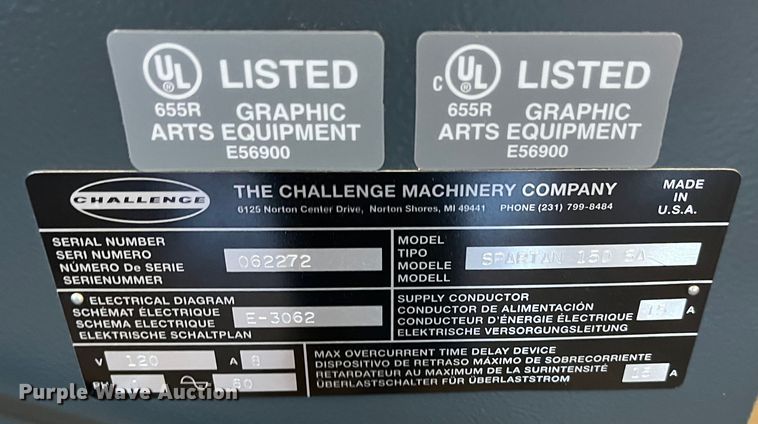 UL LISTED
655R GRAPHIC
ARTS EQUIPMENT
E56900
C UL LISTED
655R GRAPHIC
ARTS EQUIPMENT
E56900
CHALLENGE
THE CHALLENGE MACHINERY COMPANY
6125 Norton Center Drive, Norton Shores, MI 49441 PHONE (231) 799-8484
MADE
IN
U.S.A.
SERIAL NUMBER
SERI NUMERO
NÚMERO DE SERIE
SERIENUMMER
062272
MODEL
TIPO
MODELE
MODELL
SPARTAN 150 SA
ELECTRICAL DIAGRAM
SCHÉMAT ÉLECTRIQUE
SCHEMA ELECTRIQUE
ELEKTRISCHE SCHALTPLAN
E-3062
SUPPLY CONDUCTOR
CONDUCTOR DE ALIMENTACIÓN
CONDUCTEUR D'ÉNERGIE ÉLECTRIQUE
ELEKTRISCHE VERSORGUNGSLEITUNG
15 A
V 120 A 8
PH 1 60
MAX OVERCURRENT TIME DELAY DEVICE
DISPOSITIVO DE RETRASO MÁXIMO DE SOBRECORRIENTE
RETARDATEUR AU MAXIMUM DE LA SURINTENSITÉ
ÜBERLASTSCHALTER FÜR ÜBERLASTSTROM
15 A
Purple Wave Auction